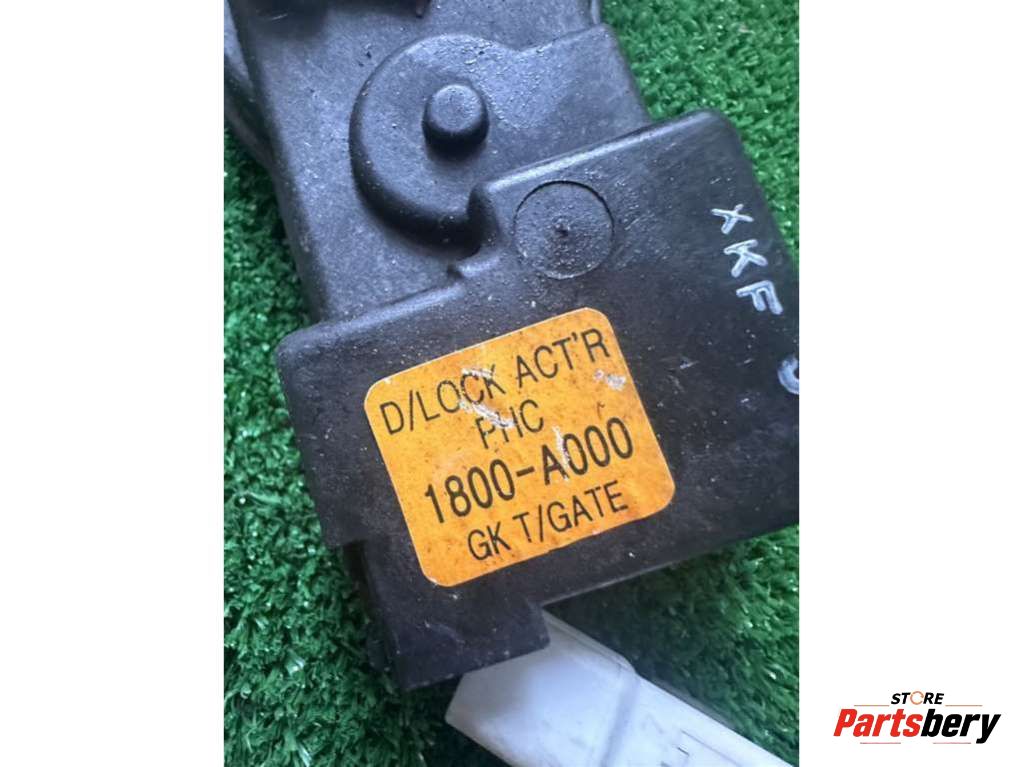 D/LOCK ACT'R
PHC
1800-A000
GK T/GATE
XKF
STORE
Partsbery